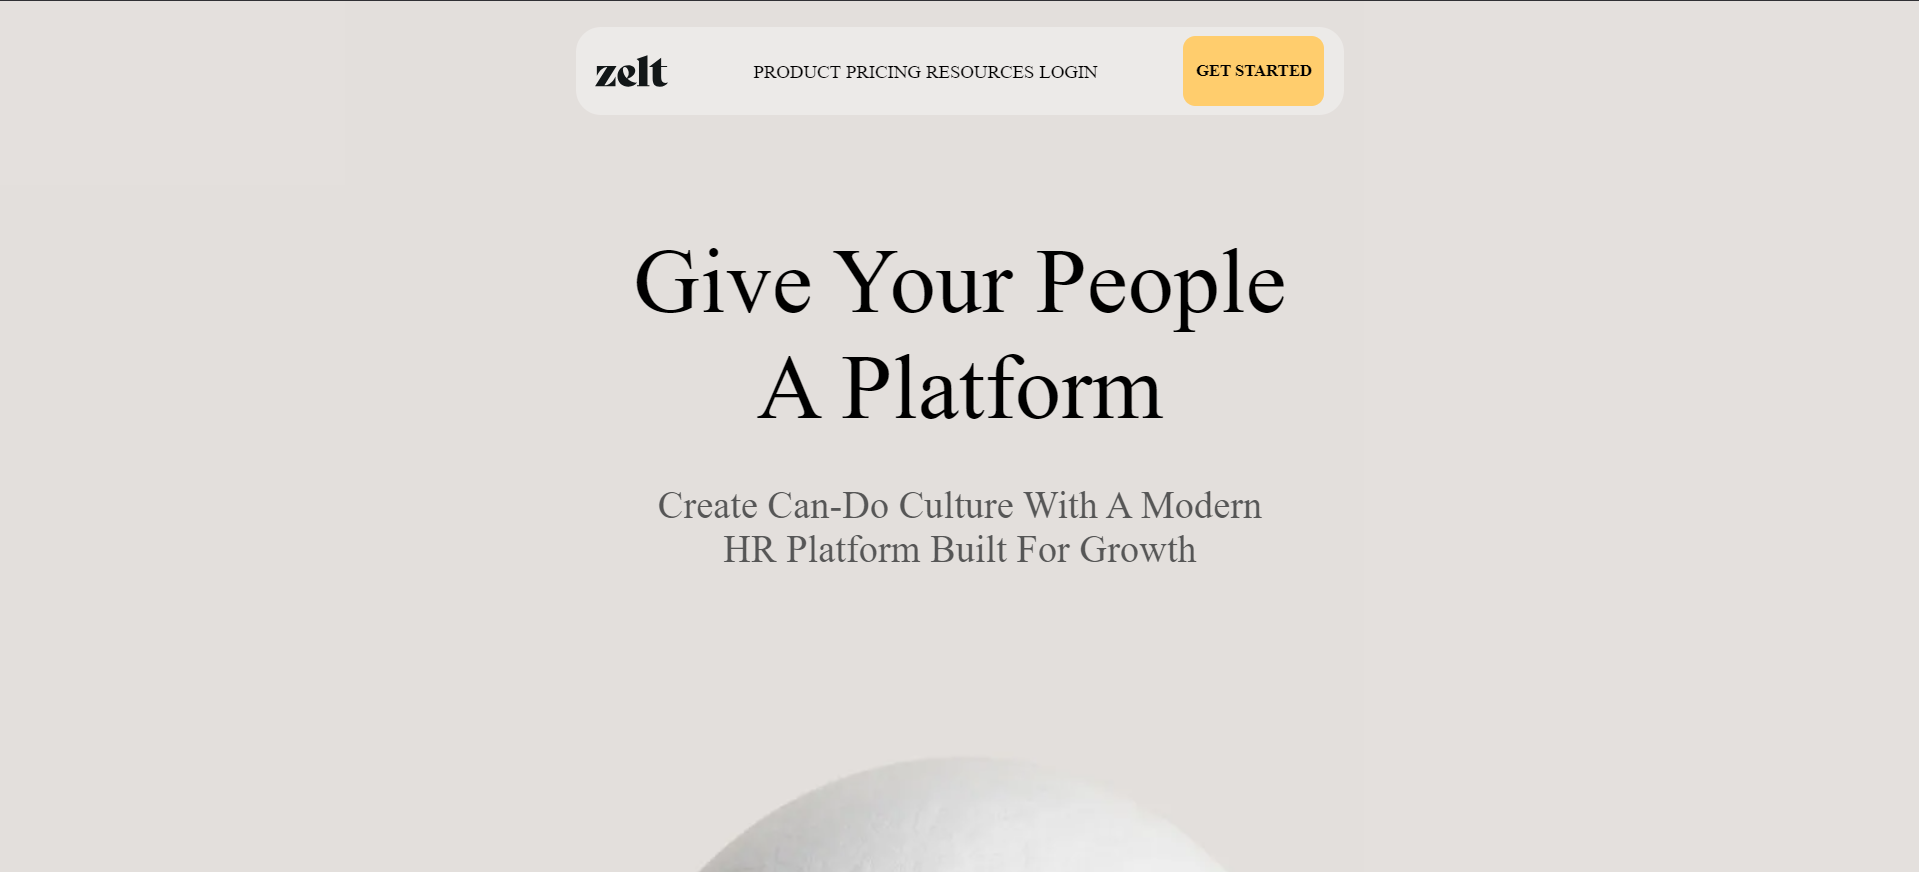 zelt
PRODUCT PRICING RESOURCES LOGIN
GET STARTED
Give Your People
A Platform
Create Can-Do Culture With A Modern
HR Platform Built For Growth